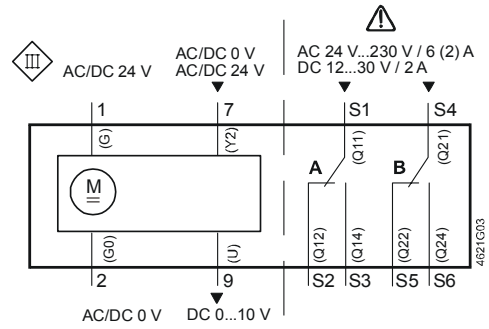 III
AC/DC 24 V
AC/DC 0 V
AC/DC 24 V
AC 24 V...230 V / 6 (2) A
DC 12...30 V / 2 A
1
7
S1
S4
(G)
(Y2)
(Q11)
(Q21)
A
B
M
(G0)
(U)
(Q12)
(Q14)
(Q22)
(Q24)
2
9
S2
S3
S5
S6
AC/DC 0 V
DC 0...10 V
4621G03